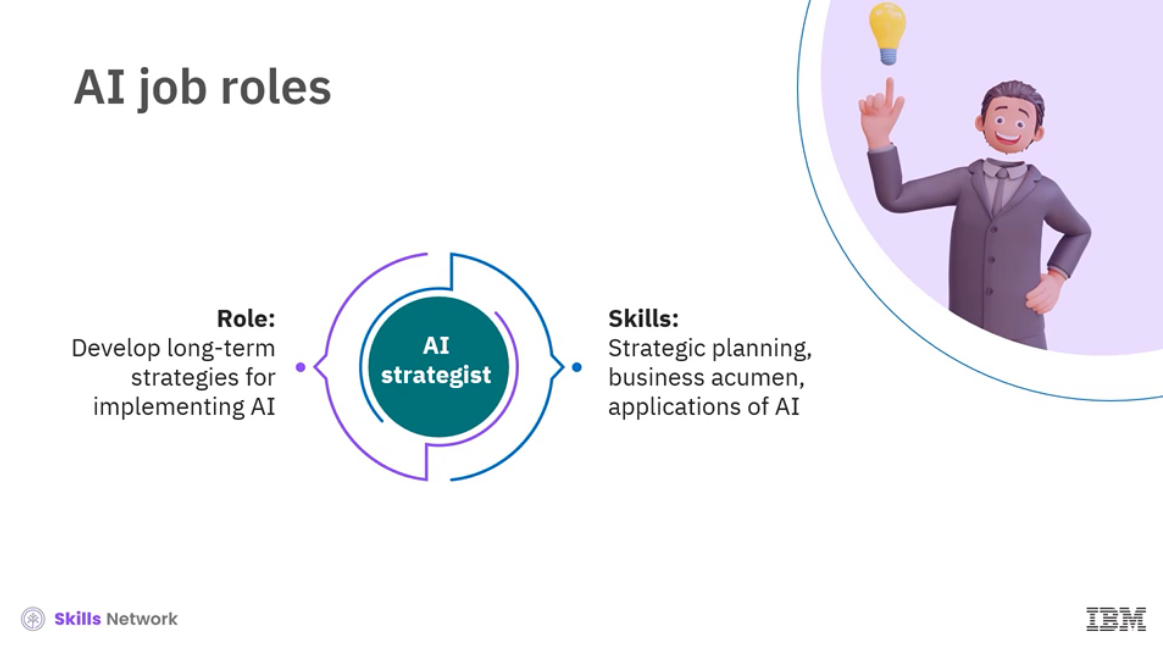 AI job roles
Role:
Develop long-term
strategies for
implementing AI
AI
strategist
Skills:
Strategic planning,
business acumen,
applications of AI
Skills Network
IBM